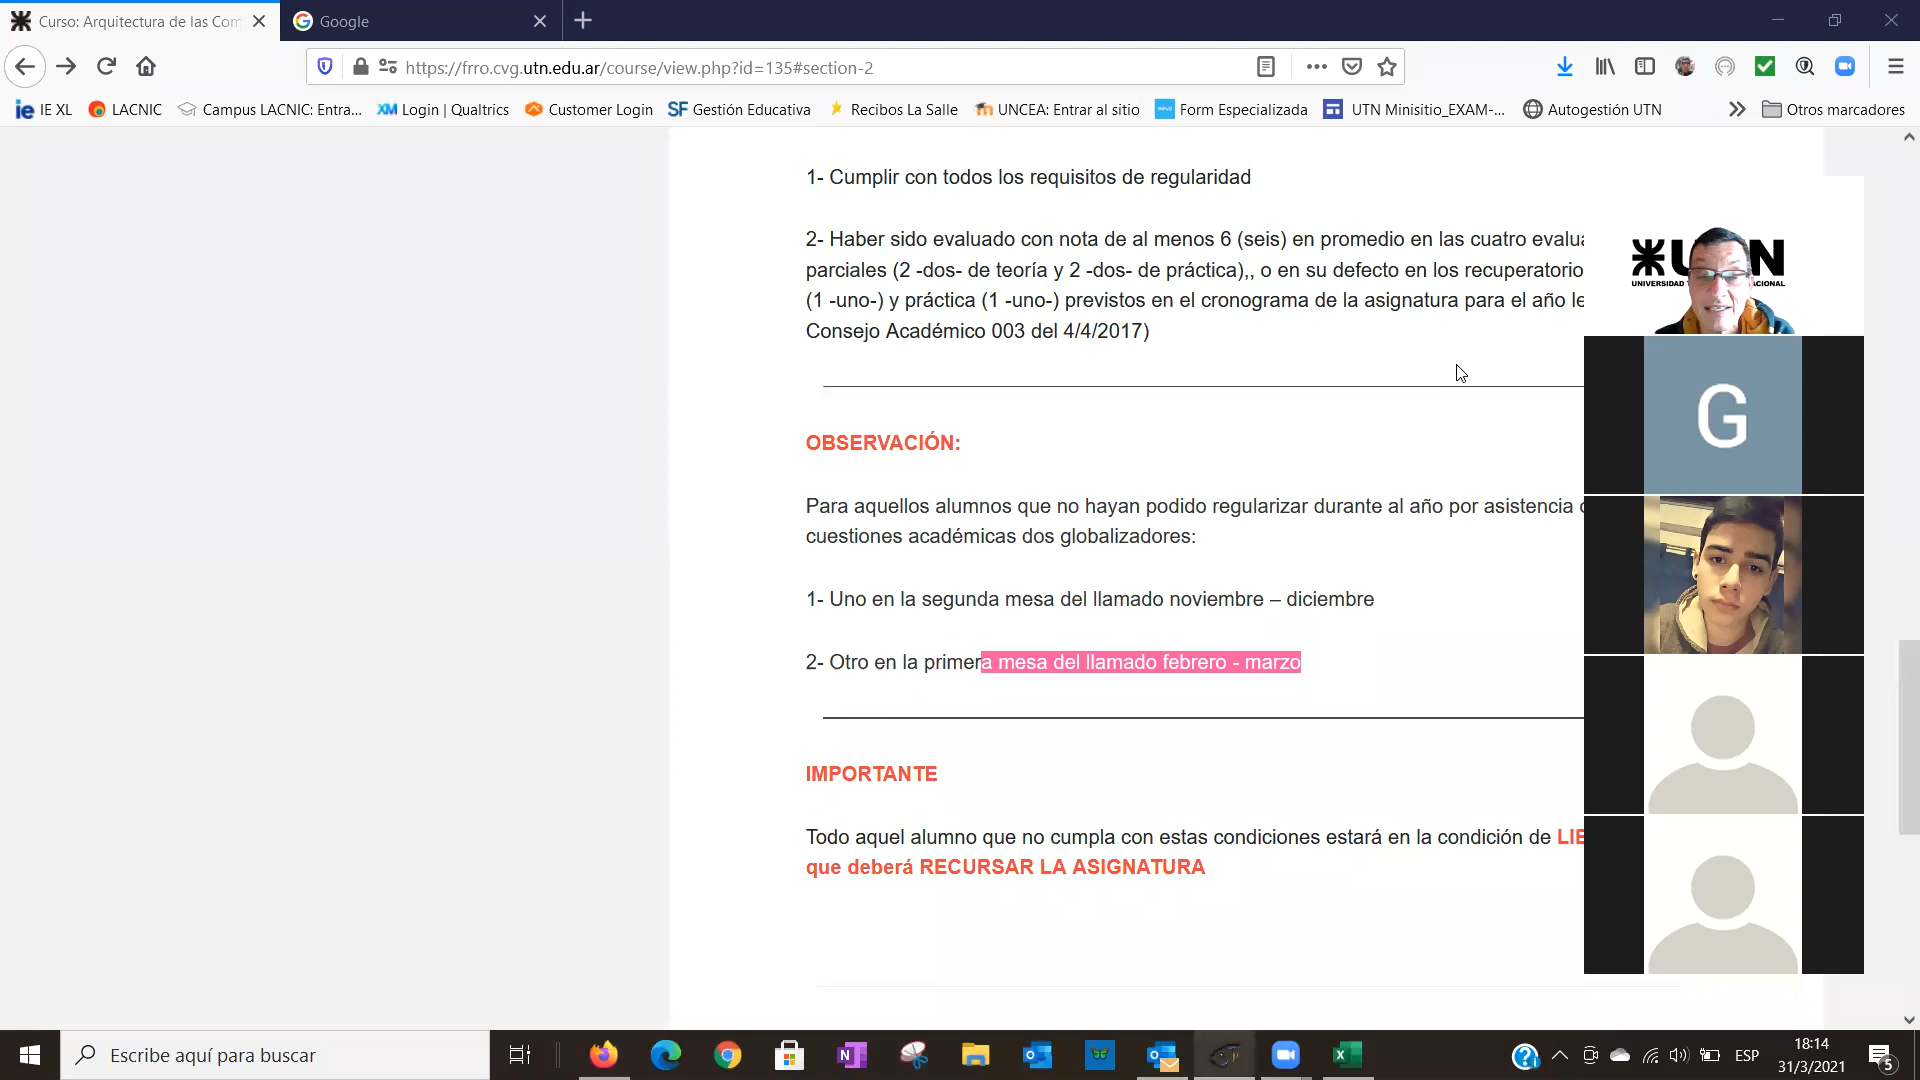 Curso: Arquitectura de las Com
Google
https://frro.cvg.utn.edu.ar/course/view.php?id=135#section-2
IE XL
LACNIC
Campus LACNIC: Entra...
XM Login | Qualtrics
Customer Login
SF Gestión Educativa
Recibos La Salle
UNCEA: Entrar al sitio
Form Especializada
UTN Minisitio_EXAM-...
Autogestión UTN
Otros marcadores
1- Cumplir con todos los requisitos de regularidad
2- Haber sido evaluado con nota de al menos 6 (seis) en promedio en las cuatro evalua
parciales (2 -dos- de teoría y 2 -dos- de práctica),, o en su defecto en los recuperatorio
(1 -uno-) y práctica (1 -uno-) previstos en el cronograma de la asignatura para el año le
Consejo Académico 003 del 4/4/2017)
OBSERVACIÓN:
Para aquellos alumnos que no hayan podido regularizar durante al año por asistencia
cuestiones académicas dos globalizadores:
1- Uno en la segunda mesa del llamado noviembre – diciembre
2- Otro en la primera mesa del llamado febrero - marzo
IMPORTANTE
Todo aquel alumno que no cumpla con estas condiciones estará en la condición de LIB
que deberá RECURSAR LA ASIGNATURA
G
Escribe aquí para buscar
ESP
18:14
31/3/2021
5